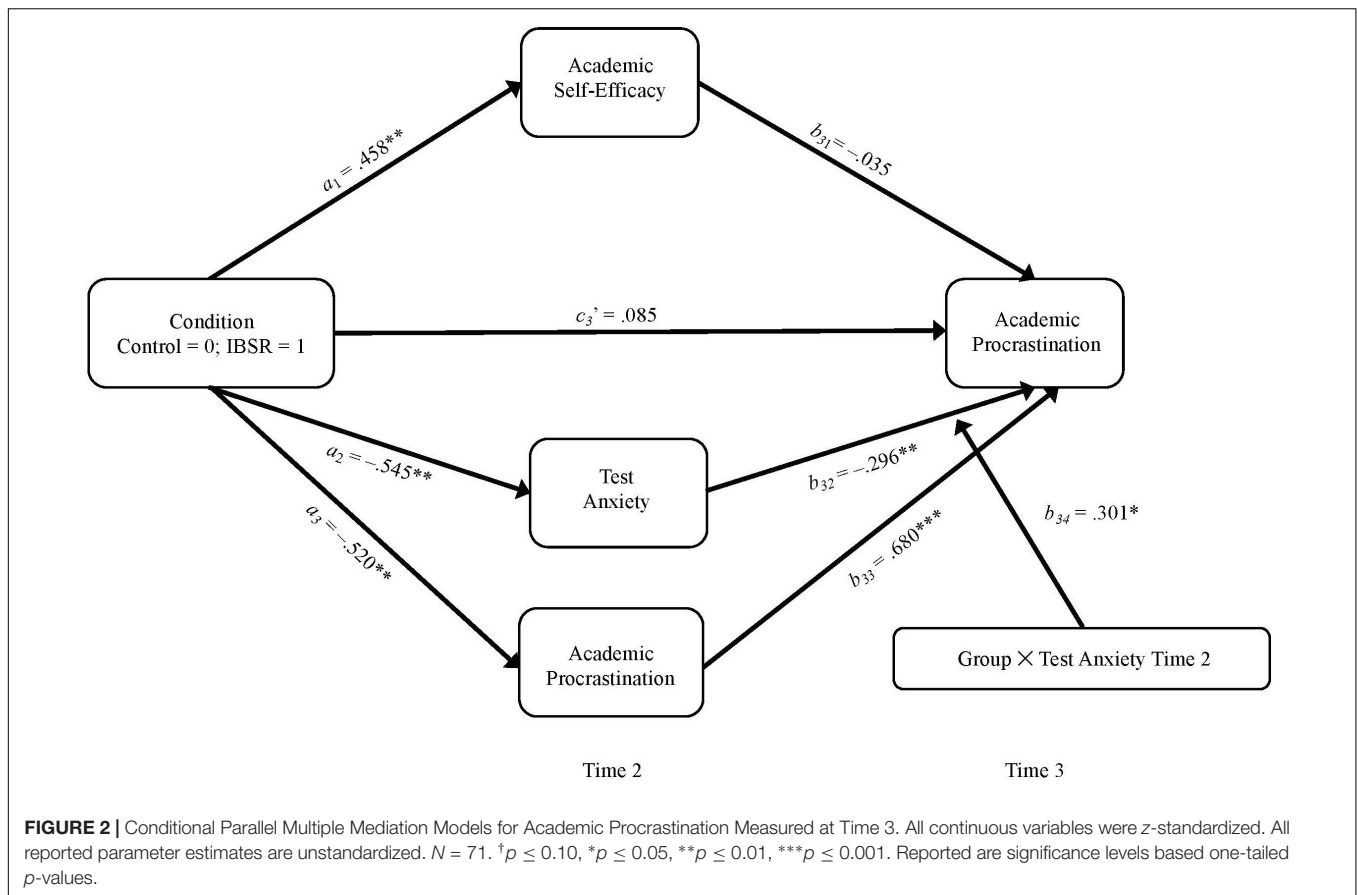 Academic
Self-Efficacy
a1 = .458**
b31 = -.035
Condition
Control = 0; IBSR = 1
c3' = .085
Academic
Procrastination
a2 = -.545**
Test
Anxiety
b32 = -.296**
a3 = -.520**
b33 = .680***
b34 = .301*
Academic
Procrastination
Group × Test Anxiety Time 2
Time 2
Time 3
FIGURE 2 | Conditional Parallel Multiple Mediation Models for Academic Procrastination Measured at Time 3. All continuous variables were z-standardized. All
reported parameter estimates are unstandardized. N = 71. †p ≤ 0.10, *p ≤ 0.05, **p ≤ 0.01, ***p ≤ 0.001. Reported are significance levels based one-tailed
p-values.